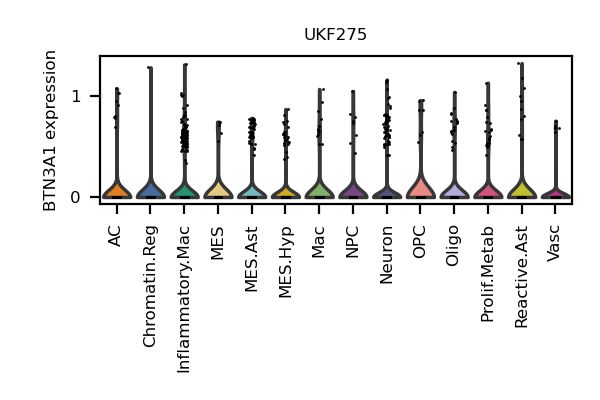 UKF275
BTN3A1 expression
1
0
AC
Chromatin.Reg
Inflammatory.Mac
MES
MES.Ast
MES.Hyp
Mac
NPC
Neuron
OPC
Oligo
Prolif.Metab
Reactive.Ast
Vasc